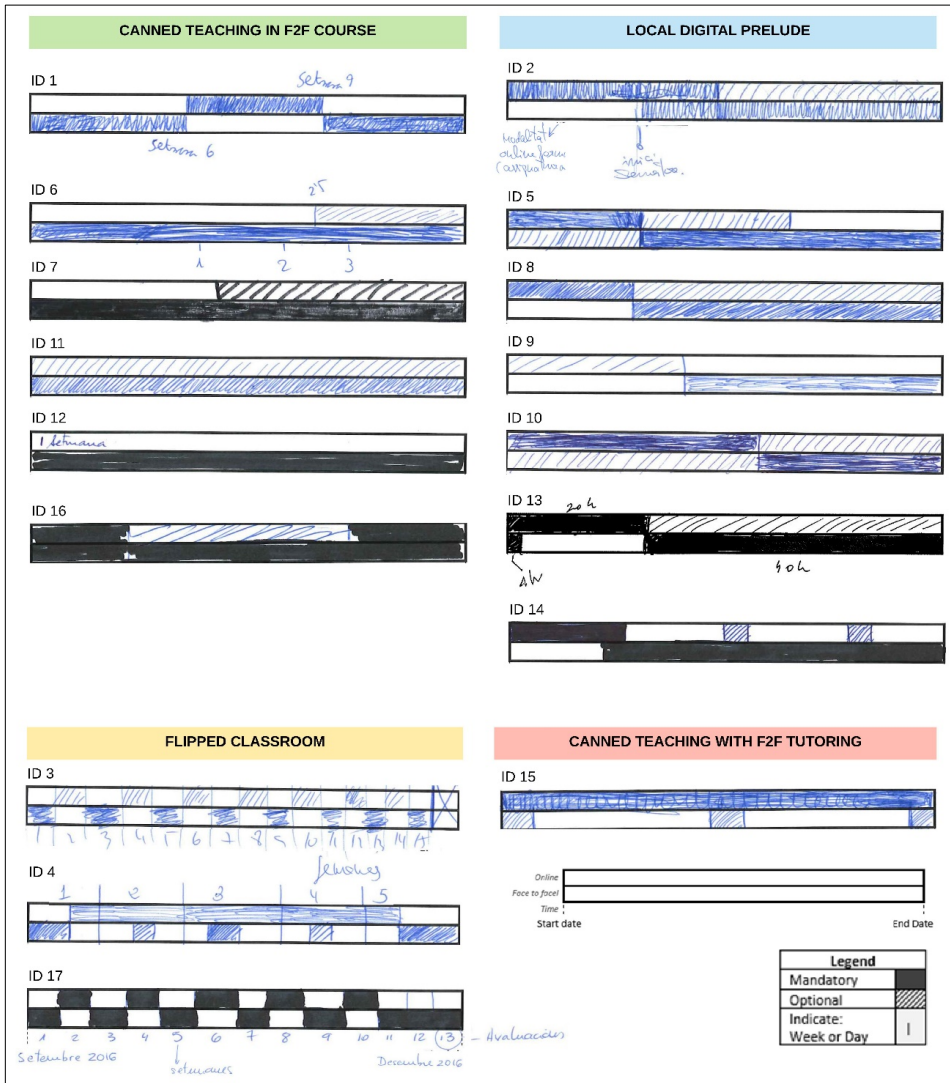 CANNED TEACHING IN F2F COURSE
ID 1
Setmana 9
Setmana 6
ID 6
25
1 2 3
ID 7
ID 11
ID 12
1 Setmana
ID 16
LOCAL DIGITAL PRELUDE
ID 2
Modalitat
online
inici
ID 5
ID 8
ID 9
ID 10
ID 13
20 h
4h
40h
ID 14
FLIPPED CLASSROOM
ID 3
1 2 3 4 5 6 7 8 9 10 11 12 13 14 15
ID 4
1 2 3 4 5
ID 17
1 2 3 4 5 6 7 8 9 10 11 12 13 - Avaluacions
Setembre 2016 setmanes Decembre 2016
CANNED TEACHING WITH F2F TUTORING
ID 15
Online
Face to face
Time
Start date End Date
Legend
Mandatory
Optional
Indicate:
Week or Day